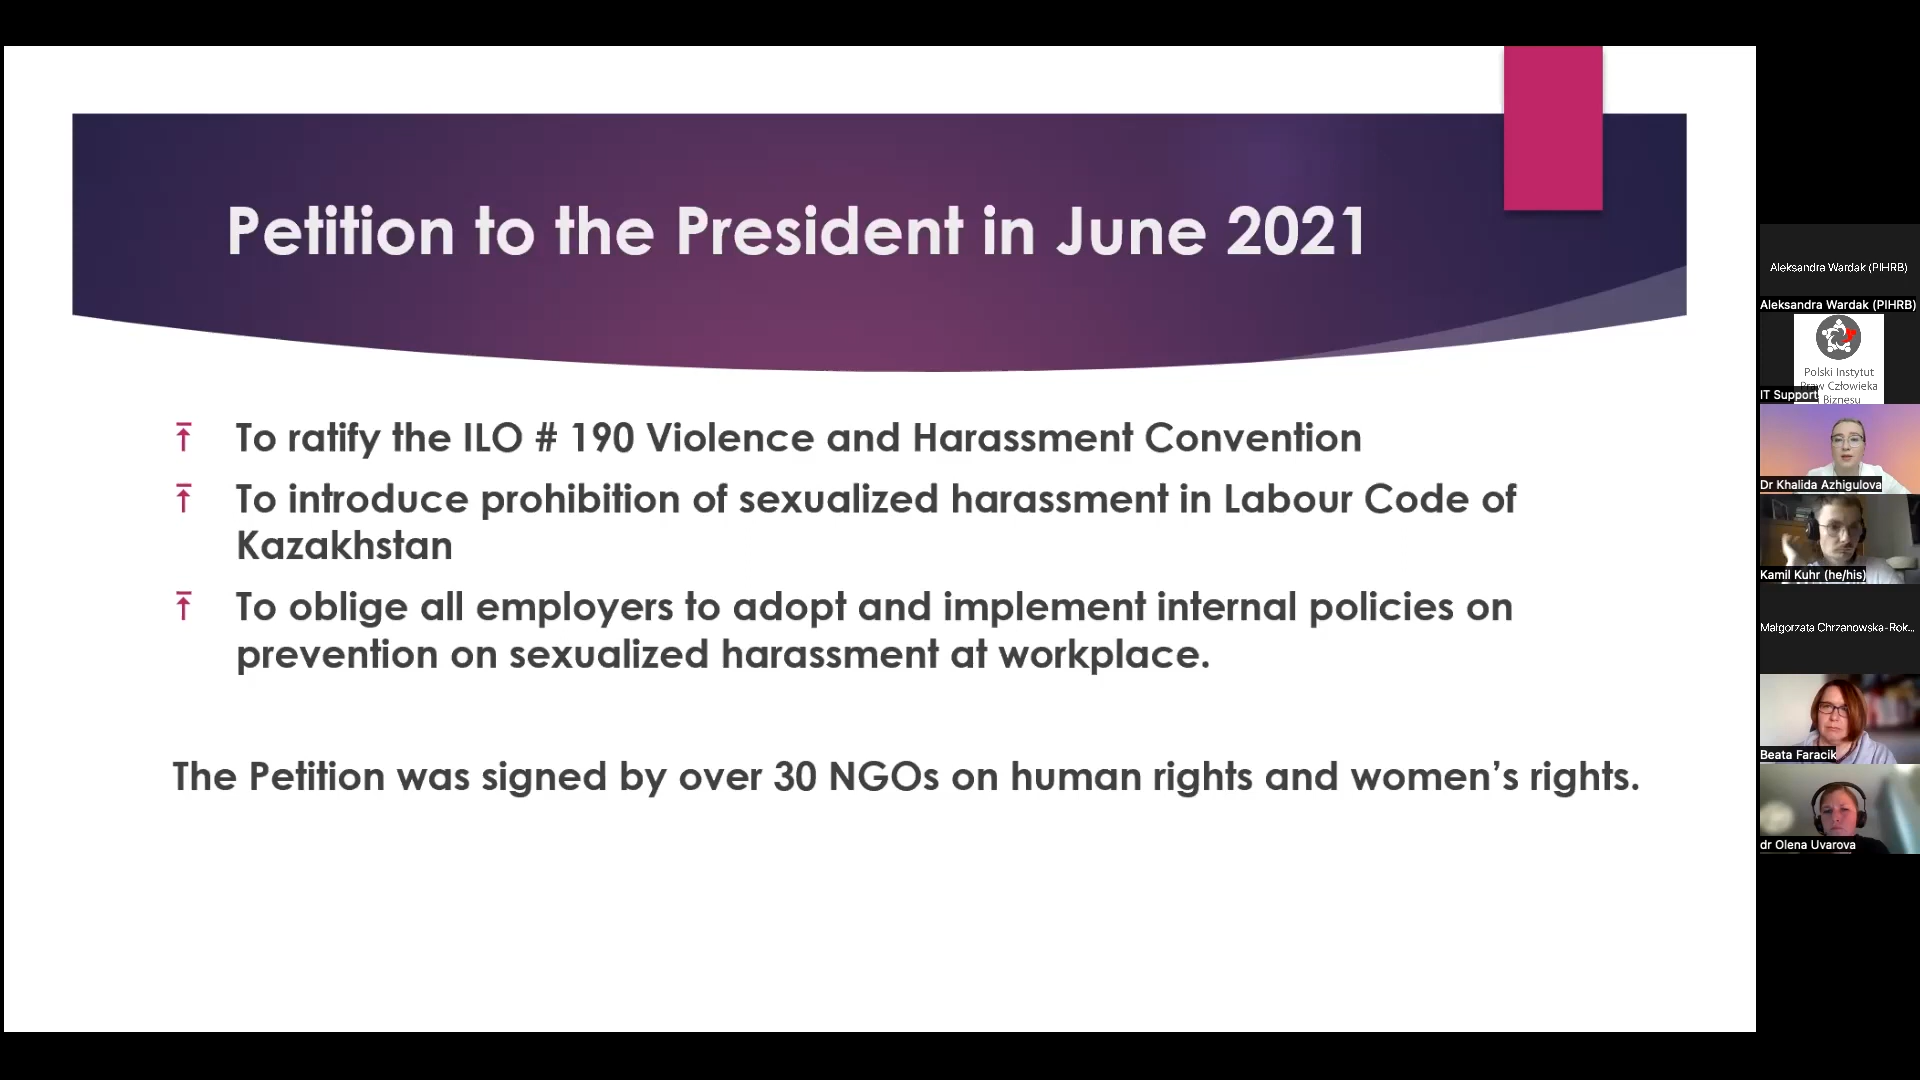 Petition to the President in June 2021
To ratify the ILO # 190 Violence and Harassment Convention
To introduce prohibition of sexualized harassment in Labour Code of
Kazakhstan
To oblige all employers to adopt and implement internal policies on
prevention on sexualized harassment at workplace.
The Petition was signed by over 30 NGOs on human rights and women’s rights.
Aleksandra Wardak (PIHRB)
Aleksandra Wardak (PIHRB)
Polski Instytut
Praw Człowieka
Biznesu
IT Support
Dr Khalida Azhigulova
Kamil Kuhr (he/his)
Małgorzata Chrzanowska-Rok...
Beata Faracik
dr Olena Uvarova